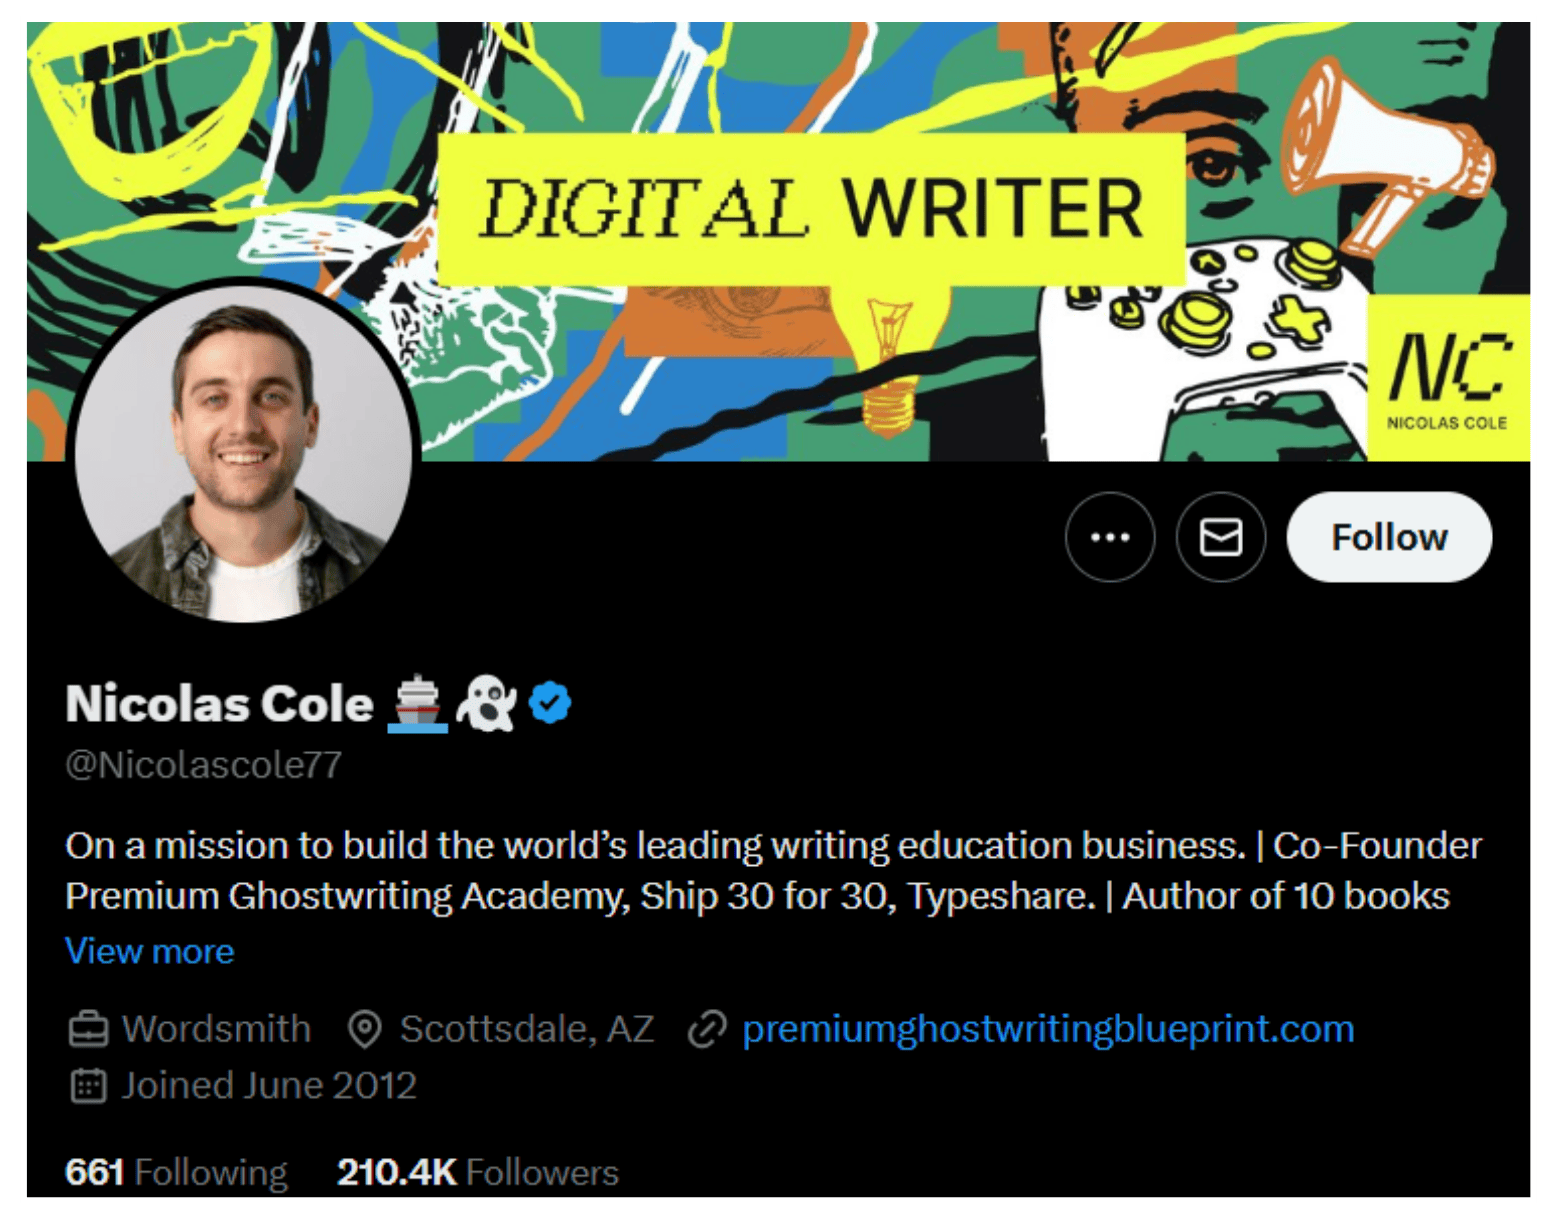 DIGITAL WRITER
NC
NICOLAS COLE
Follow
Nicolas Cole 🛳️👻
@Nicolascole77
On a mission to build the world’s leading writing education business. | Co-Founder
Premium Ghostwriting Academy, Ship 30 for 30, Typeshare. | Author of 10 books
View more
Wordsmith Scottsdale, AZ premiumghostwritingblueprint.com
Joined June 2012
661 Following 210.4K Followers